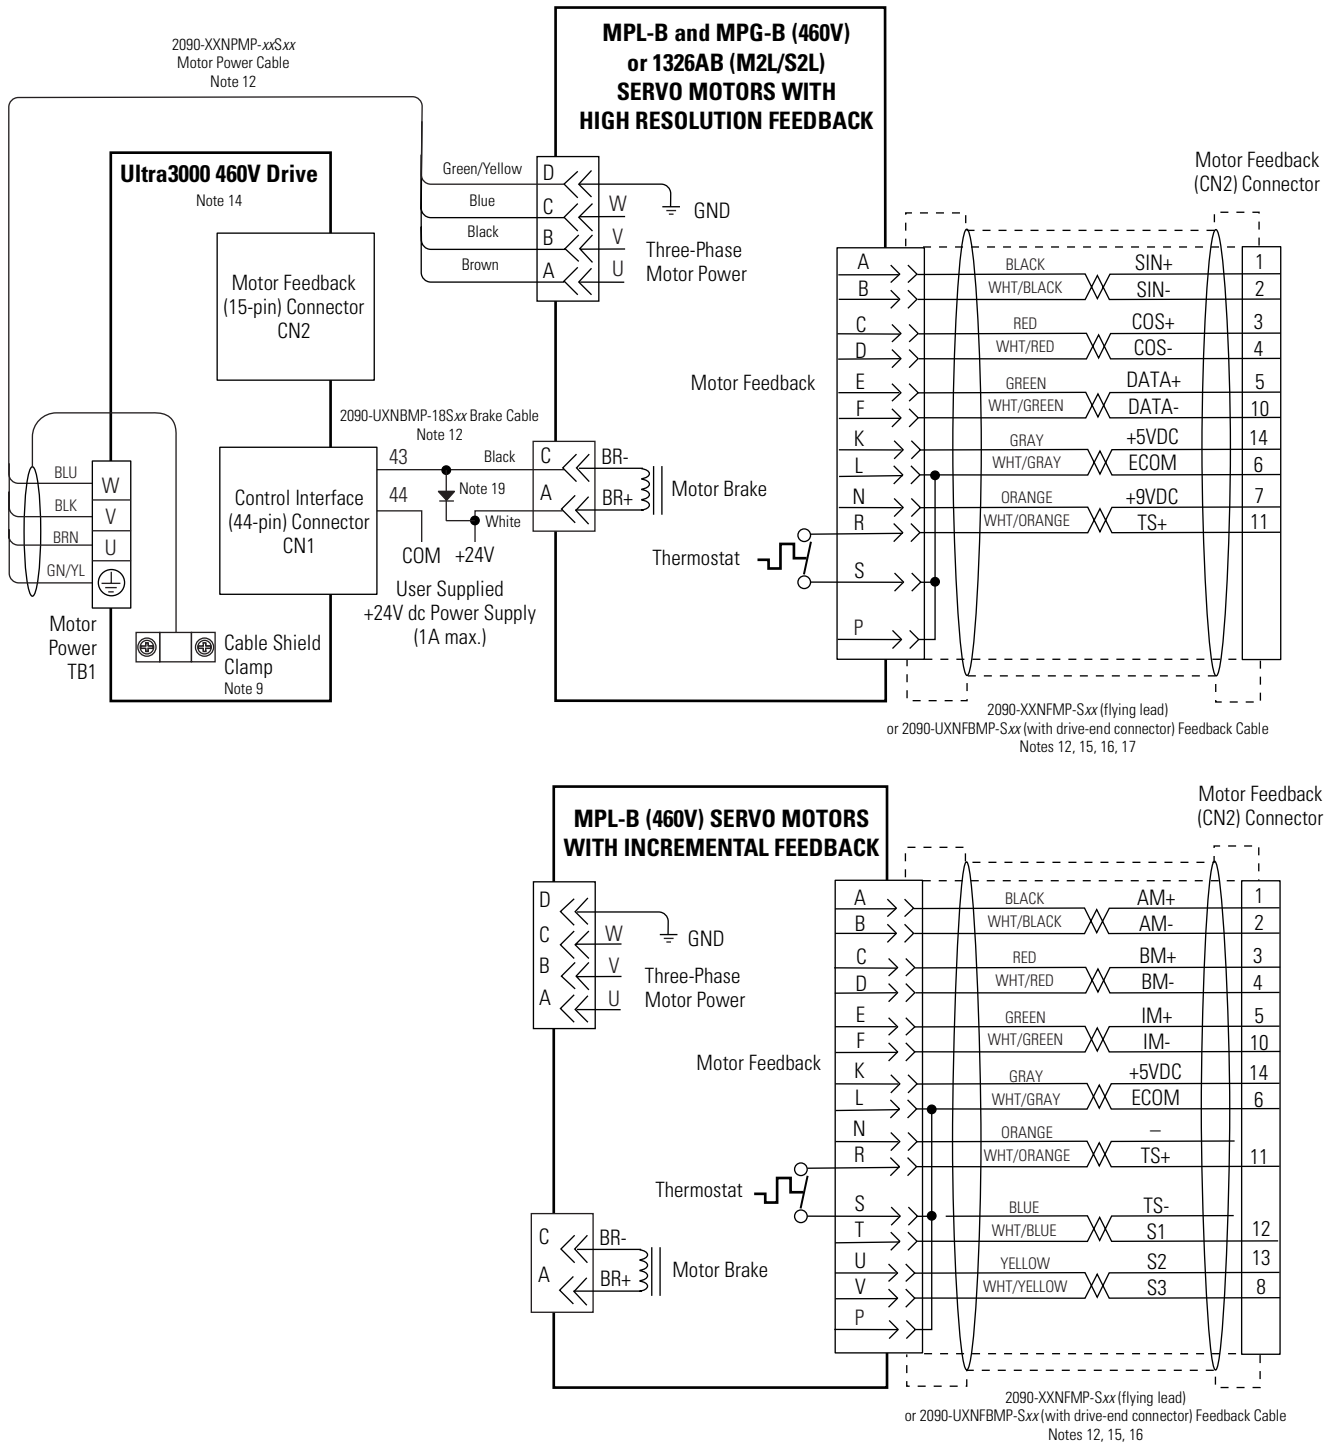 2090-XXNPMP-xxSxx
Motor Power Cable
Note 12
MPL-B and MPG-B (460V)
or 1326AB (M2L/S2L)
SERVO MOTORS WITH
HIGH RESOLUTION FEEDBACK
Ultra3000 460V Drive
Note 14
Motor Feedback
(15-pin) Connector
CN2
Control Interface
(44-pin) Connector
CN1
BLU
W
BLK
V
BRN
U
GN/YL
Motor
Power
TB1
Cable Shield
Clamp
Note 9
Green/Yellow
D
Blue
C
W
GND
Black
B
V
Brown
A
U
Three-Phase
Motor Power
2090-UXNBMP-18Sxx Brake Cable
Note 12
43
Black
C
BR-
44
Note 19
White
A
BR+
Motor Brake
COM +24V
User Supplied
+24V dc Power Supply
(1A max.)
Motor Feedback
Thermostat
Motor Feedback
(CN2) Connector
A BLACK SIN+ 1
B WHT/BLACK SIN- 2
C RED COS+ 3
D WHT/RED COS- 4
E GREEN DATA+ 5
F WHT/GREEN DATA- 10
K GRAY +5VDC 14
L WHT/GRAY ECOM 6
N ORANGE +9VDC 7
R WHT/ORANGE TS+ 11
S
P
2090-XXNFMP-Sxx (flying lead)
or 2090-UXNFBMP-Sxx (with drive-end connector) Feedback Cable
Notes 12, 15, 16, 17
MPL-B (460V) SERVO MOTORS
WITH INCREMENTAL FEEDBACK
D
GND
C
W
B
V
A
U
Three-Phase
Motor Power
Motor Feedback
Thermostat
C
BR-
A
BR+
Motor Brake
Motor Feedback
(CN2) Connector
A BLACK AM+ 1
B WHT/BLACK AM- 2
C RED BM+ 3
D WHT/RED BM- 4
E GREEN IM+ 5
F WHT/GREEN IM- 10
K GRAY +5VDC 14
L WHT/GRAY ECOM 6
N ORANGE –
R WHT/ORANGE TS+ 11
S BLUE TS-
T WHT/BLUE S1 12
U YELLOW S2 13
V WHT/YELLOW S3 8
P
2090-XXNFMP-Sxx (flying lead)
or 2090-UXNFBMP-Sxx (with drive-end connector) Feedback Cable
Notes 12, 15, 16